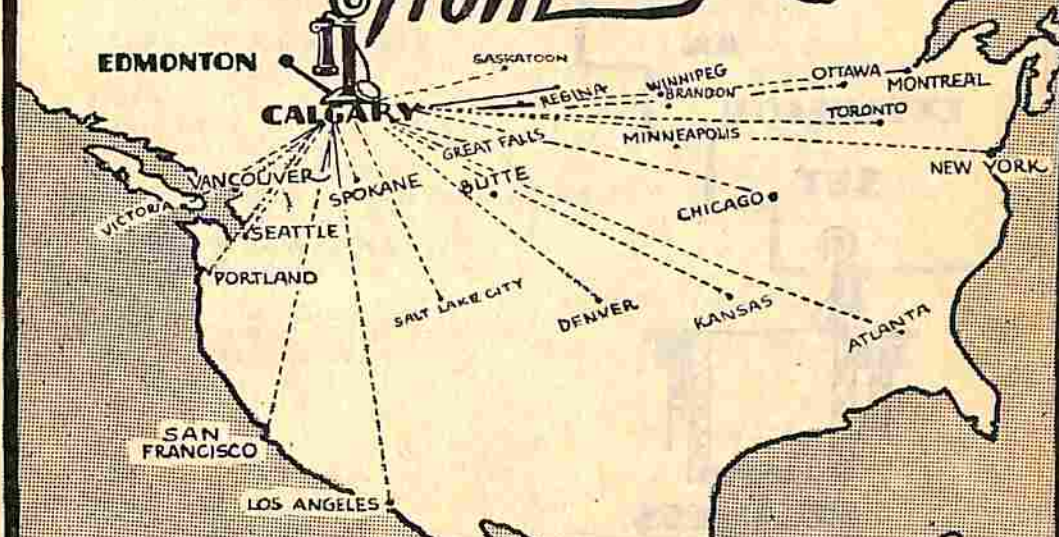 from
EDMONTON
SASKATOON
CALGARY
REGINA
WINNIPEG
BRANDON
OTTAWA
MONTREAL
TORONTO
GREAT FALLS
MINNEAPOLIS
NEW YORK
VANCOUVER
SPOKANE
BUTTE
CHICAGO
VICTORIA
SEATTLE
PORTLAND
SALT LAKE CITY
DENVER
KANSAS
ATLANTA
SAN
FRANCISCO
LOS ANGELES